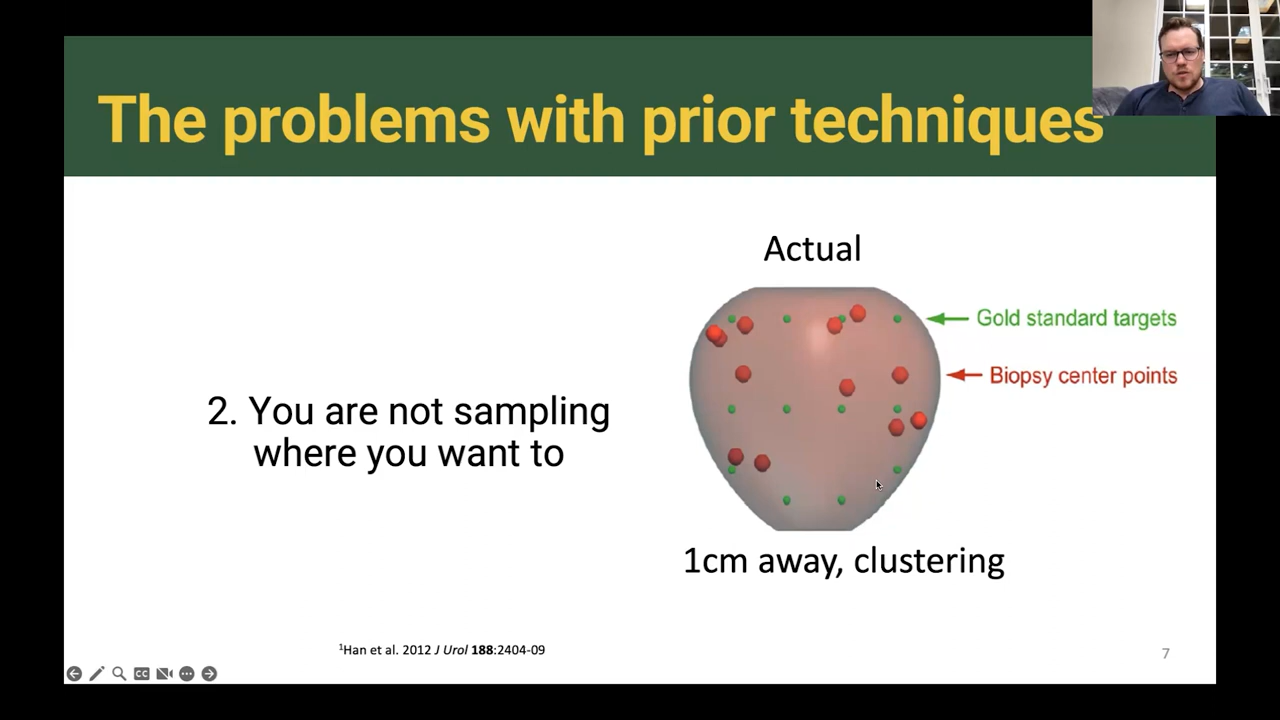 The problems with prior techniques
Actual
Gold standard targets
Biopsy center points
2. You are not sampling
where you want to
1cm away, clustering
¹Han et al. 2012 J Urol 188:2404-09
7
CC